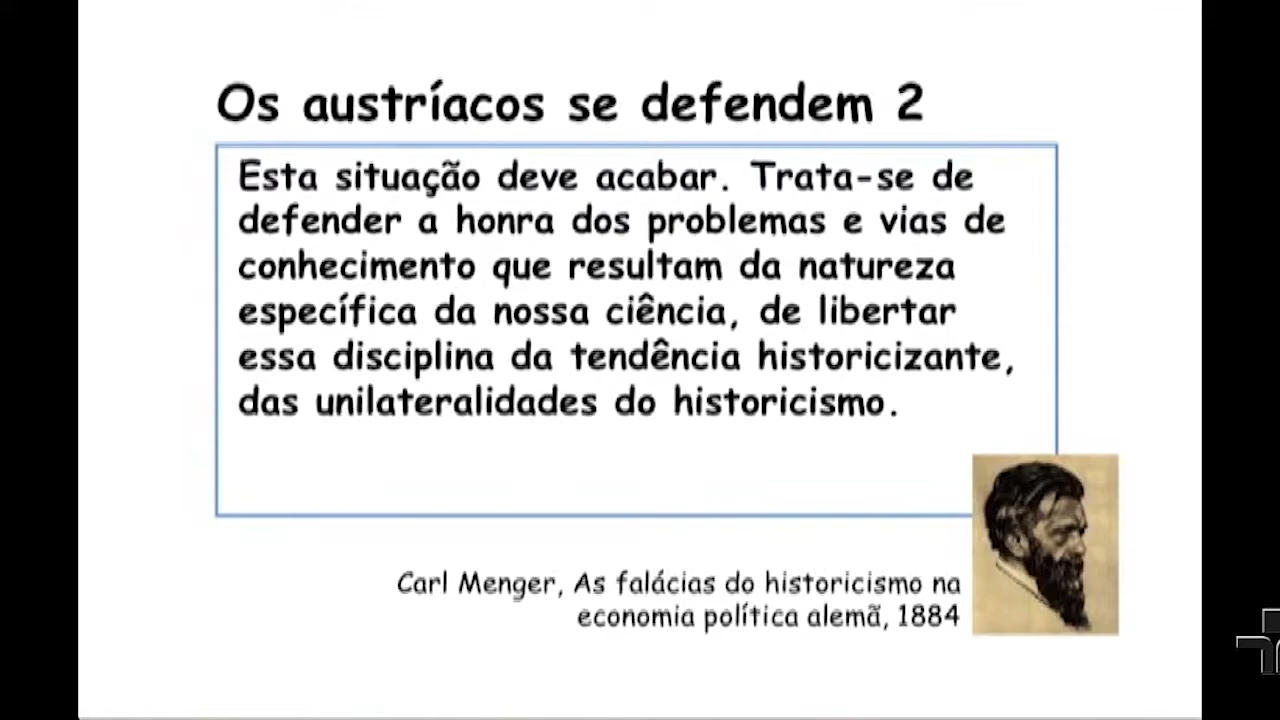 Os austríacos se defendem 2
Esta situação deve acabar. Trata-se de
defender a honra dos problemas e vias de
conhecimento que resultam da natureza
específica da nossa ciência, de libertar
essa disciplina da tendência historicizante,
das unilateralidades do historicismo.
Carl Menger, As falácias do historicismo na
economia política alemã, 1884